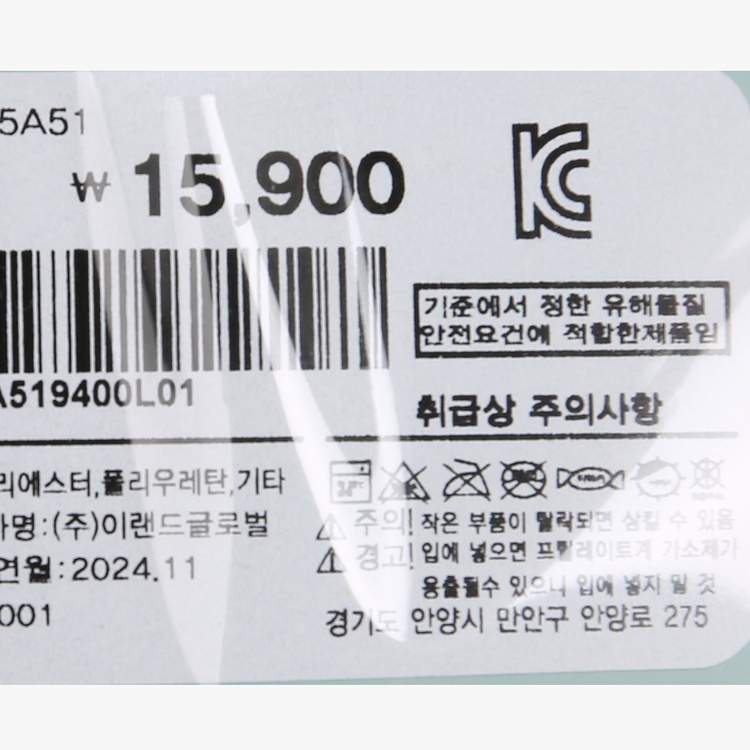 5A51
₩ 15,900
KC
기준에서 정한 유해물질
안전요건에 적합한제품임
A519400L01
취급상 주의사항
리에스터,폴리우레탄,기타
사명:(주)이랜드글로벌
연월:2024.11
001
⚠ 주의! 작은 부품이 탈락되면 삼킬 수 있음
⚠ 경고! 입에 넣으면 프탈레이트계 가소제가
용출될수 있으니 입에 넣지 말 것
경기도 안양시 만안구 안양로 275